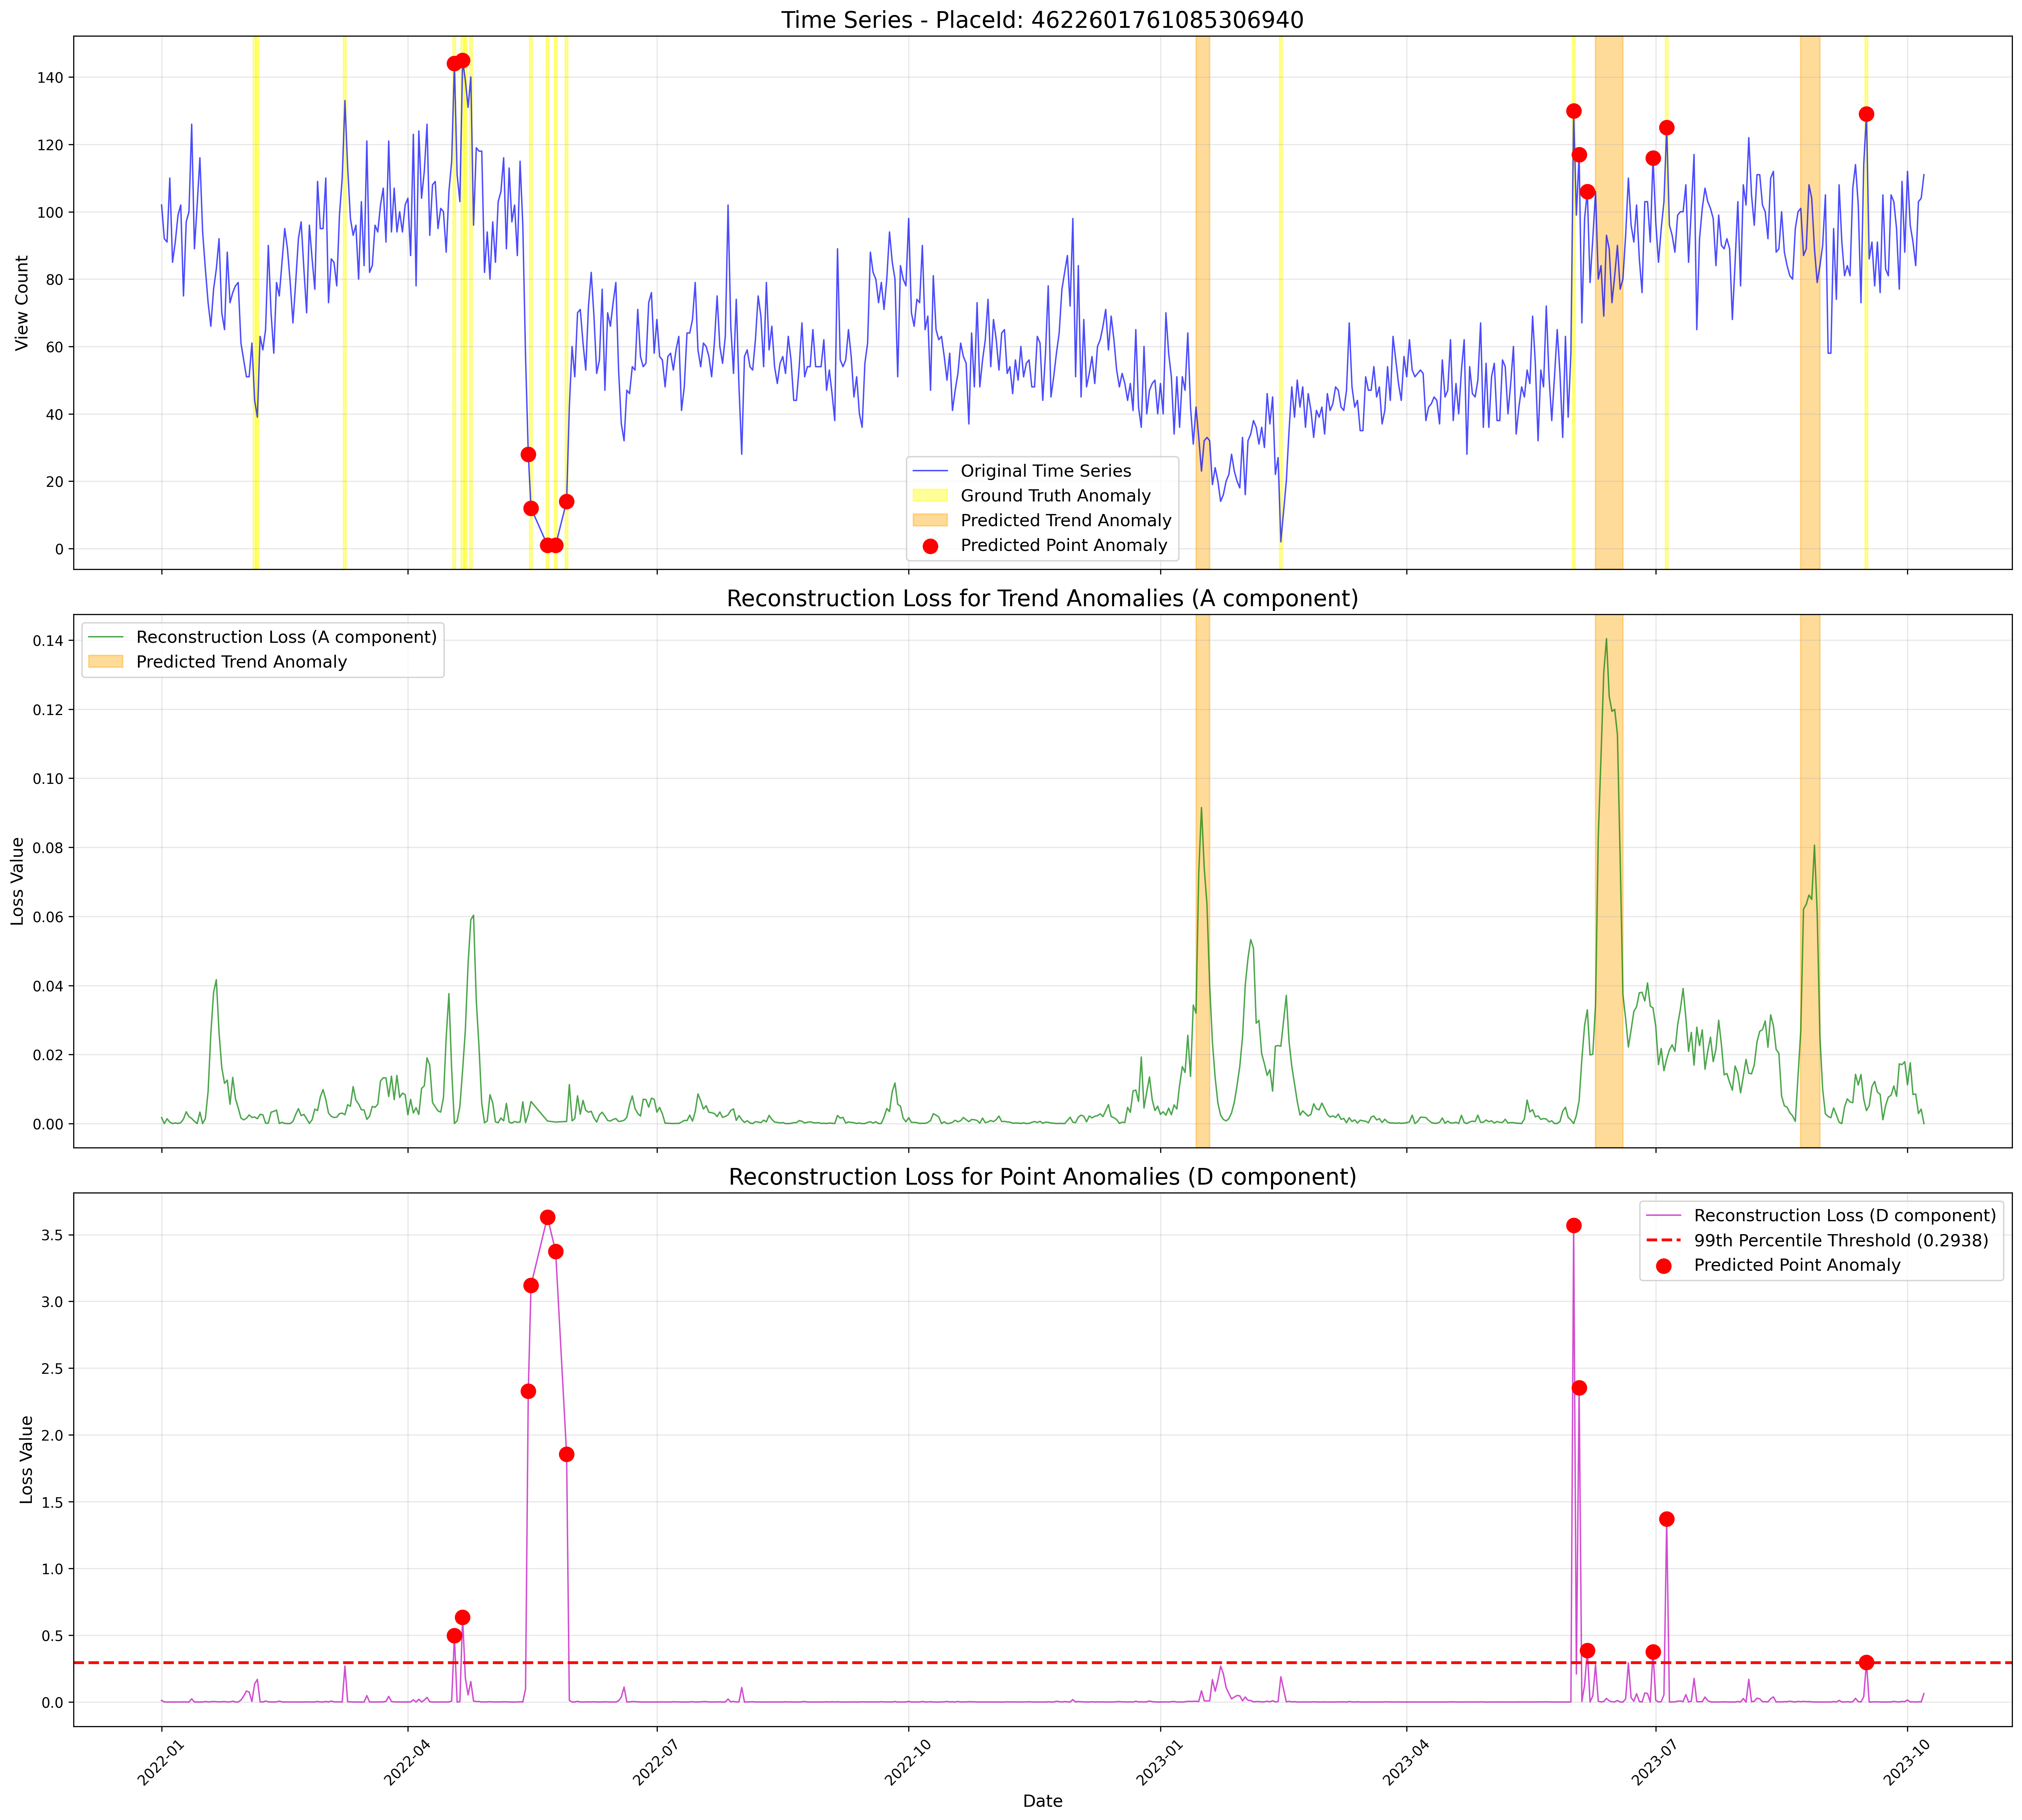 Time Series - PlaceId: 4622601761085306940
View Count
140
120
100
80
60
40
20
0
Original Time Series
Ground Truth Anomaly
Predicted Trend Anomaly
Predicted Point Anomaly
Reconstruction Loss for Trend Anomalies (A component)
Loss Value
0.14
0.12
0.10
0.08
0.06
0.04
0.02
0.00
Reconstruction Loss (A component)
Predicted Trend Anomaly
Reconstruction Loss for Point Anomalies (D component)
Loss Value
3.5
3.0
2.5
2.0
1.5
1.0
0.5
0.0
Reconstruction Loss (D component)
99th Percentile Threshold (0.2938)
Predicted Point Anomaly
2022-01
2022-04
2022-07
2022-10
2023-01
2023-04
2023-07
2023-10
Date